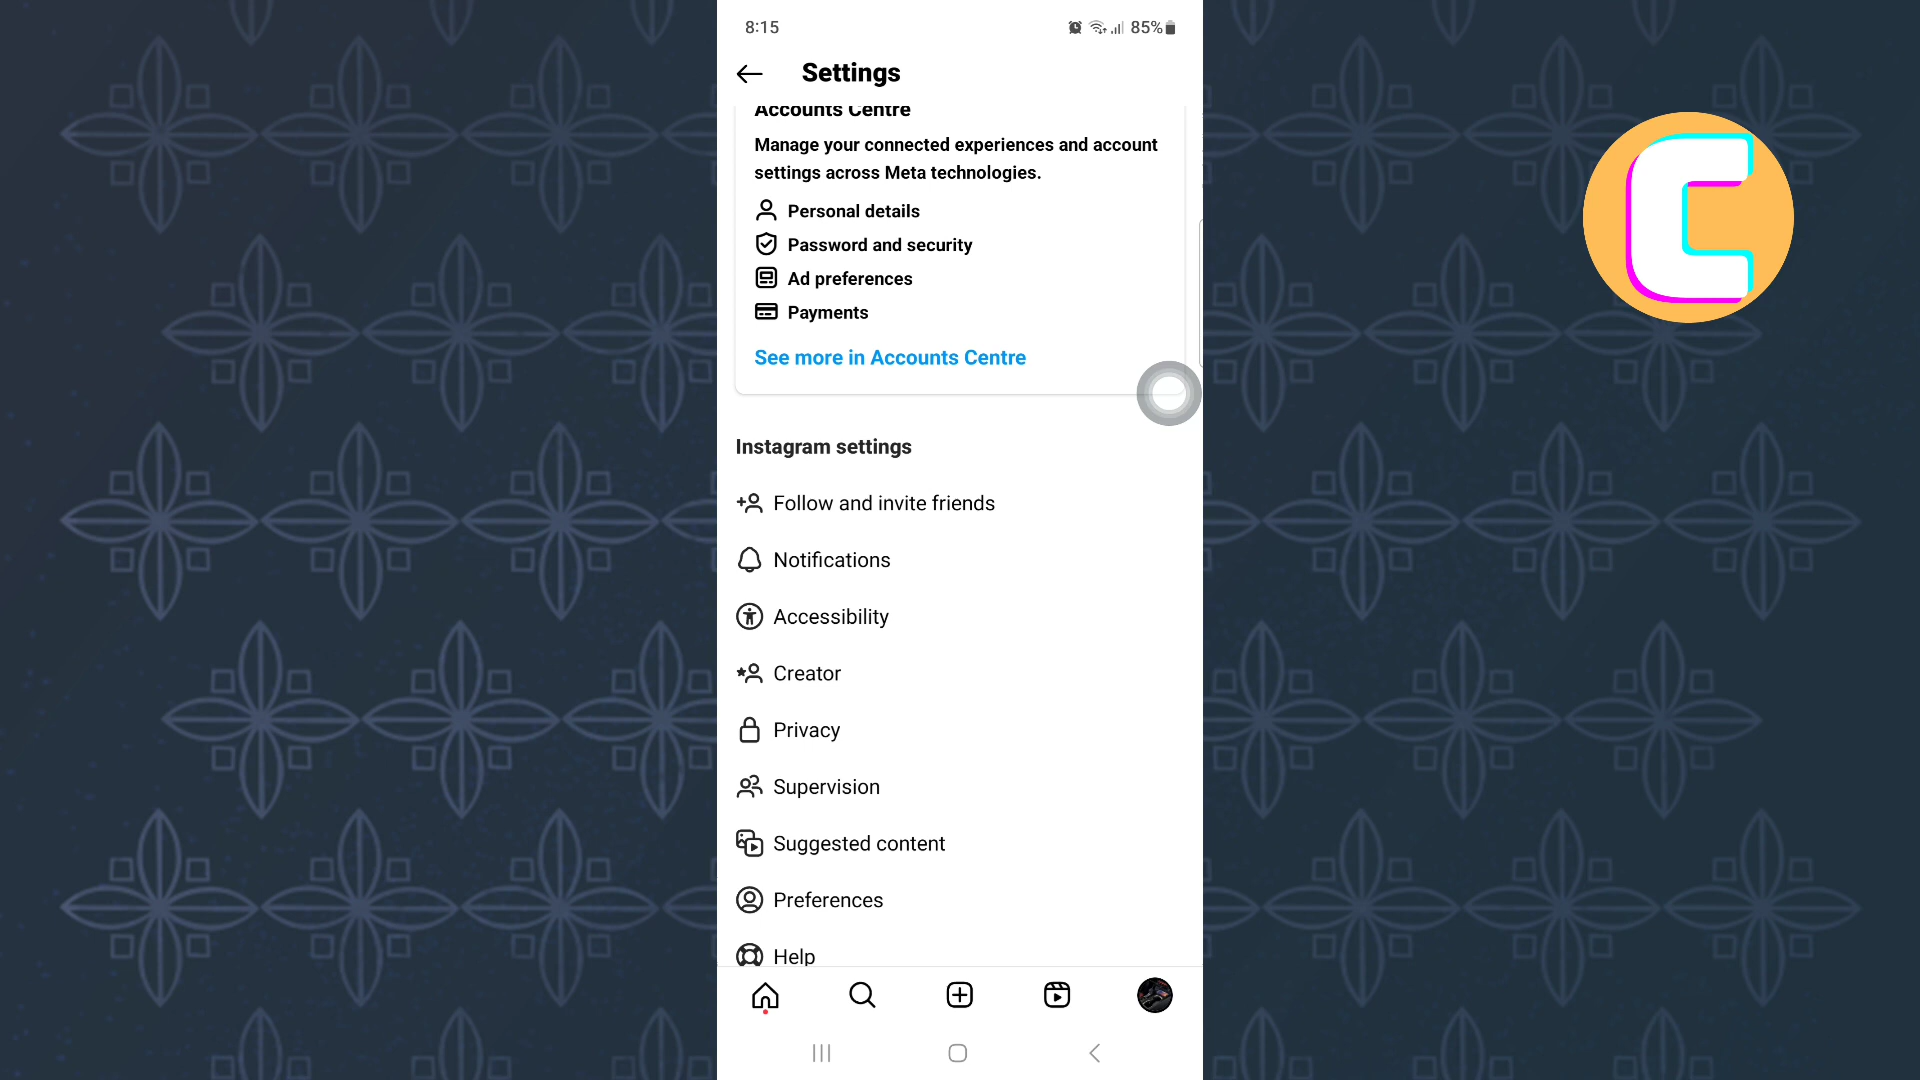 8:15
85%
Settings
Accounts Centre
Manage your connected experiences and account
settings across Meta technologies.
Personal details
Password and security
Ad preferences
Payments
See more in Accounts Centre
Instagram settings
Follow and invite friends
Notifications
Accessibility
Creator
Privacy
Supervision
Suggested content
Preferences
Help
C